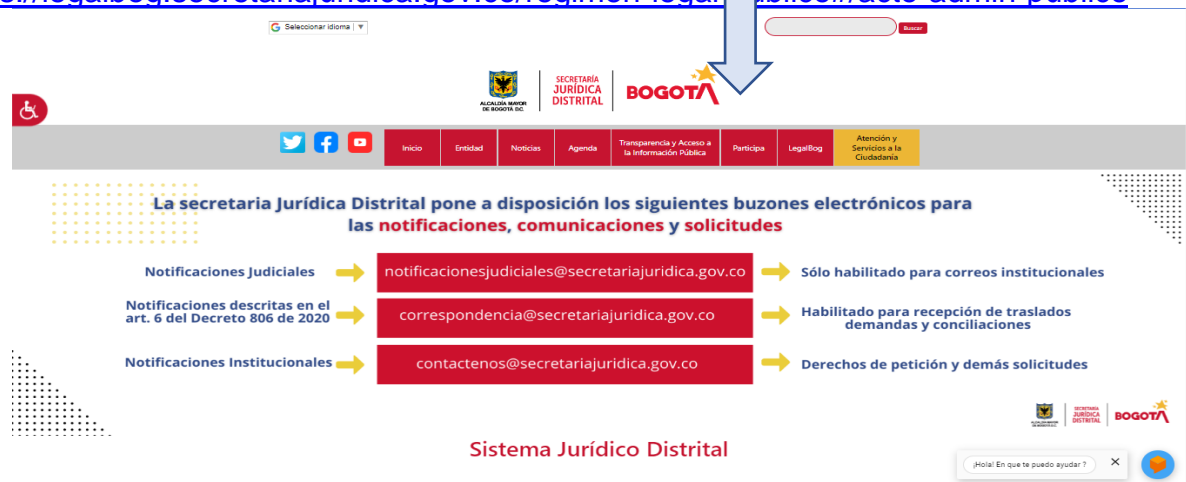 Seleccionar idioma
Buscar
ALCALDÍA MAYOR
DE BOGOTÁ D.C.
SECRETARÍA
JURÍDICA
DISTRITAL
BOGOTÁ
Inicio
Entidad
Noticias
Agenda
Transparencia y Acceso a
la Información Pública
Participa
LegalBog
Atención y
Servicios a la
Ciudadania
La secretaria Jurídica Distrital pone a disposición los siguientes buzones electrónicos para
las notificaciones, comunicaciones y solicitudes
Notificaciones Judiciales
notificacionesjudiciales@secretariajuridica.gov.co
Sólo habilitado para correos institucionales
Notificaciones descritas en el
art. 6 del Decreto 806 de 2020
correspondencia@secretariajuridica.gov.co
Habilitado para recepción de traslados
demandas y conciliaciones
Notificaciones Institucionales
contactenos@secretariajuridica.gov.co
Derechos de petición y demás solicitudes
SECRETARÍA
JURÍDICA
DISTRITAL
BOGOTÁ
Sistema Jurídico Distrital
¡Hola! En que te puedo ayudar ?